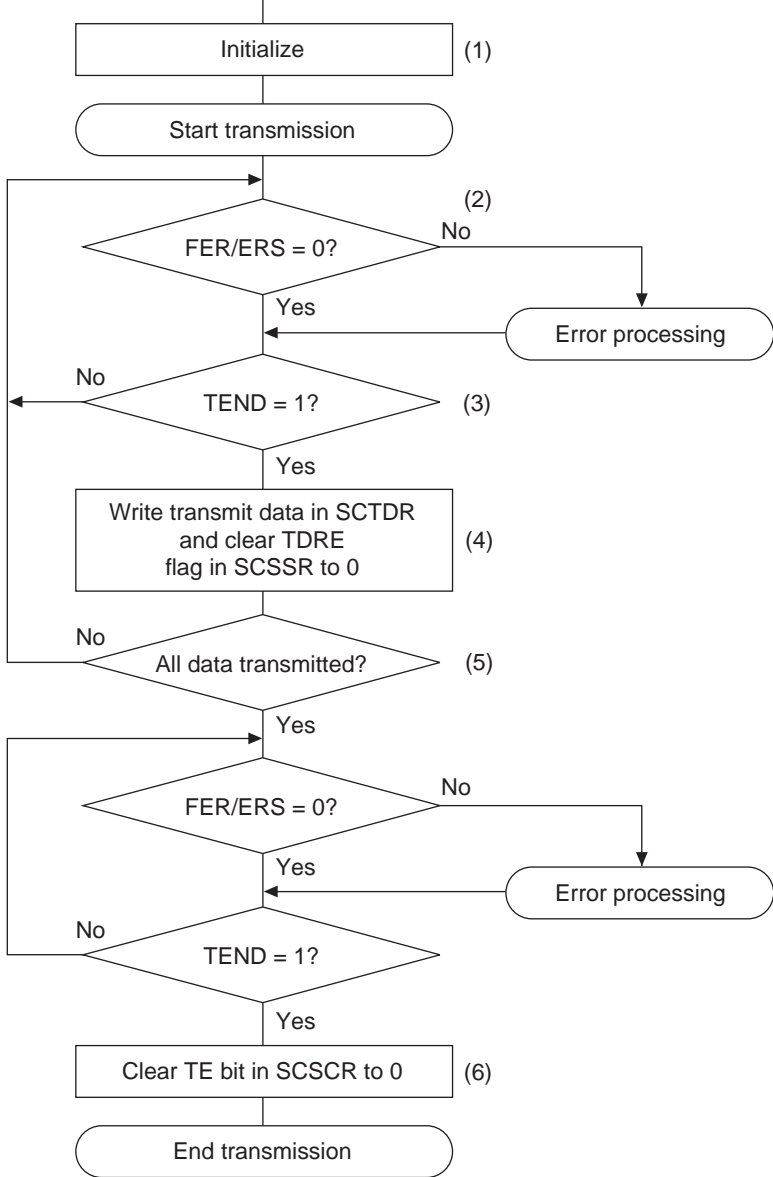 Initialize
(1)
Start transmission
(2)
FER/ERS = 0?
No
Yes
Error processing
No
TEND = 1?
(3)
Yes
Write transmit data in SCTDR
and clear TDRE
flag in SCSSR to 0
(4)
No
All data transmitted?
(5)
Yes
FER/ERS = 0?
No
Yes
Error processing
No
TEND = 1?
Yes
Clear TE bit in SCSCR to 0
(6)
End transmission